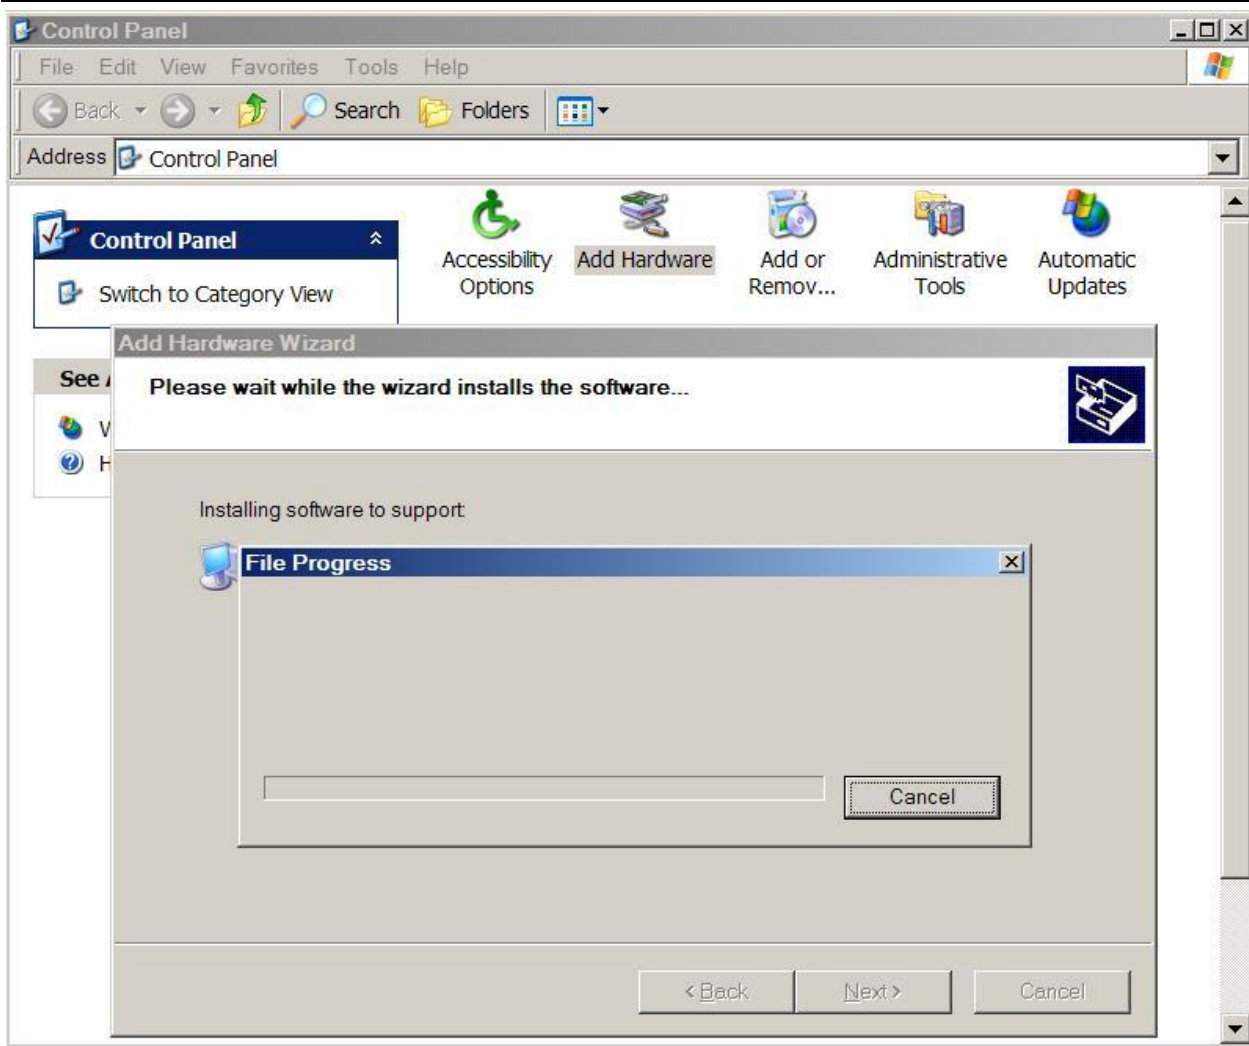 Control Panel
File Edit View Favorites Tools Help
Back Search Folders
Address Control Panel
Control Panel
Switch to Category View
Accessibility Options
Add Hardware
Add or Remov...
Administrative Tools
Automatic Updates
See
Add Hardware Wizard
Please wait while the wizard installs the software...
Installing software to support:
File Progress
Cancel
< Back Next > Cancel